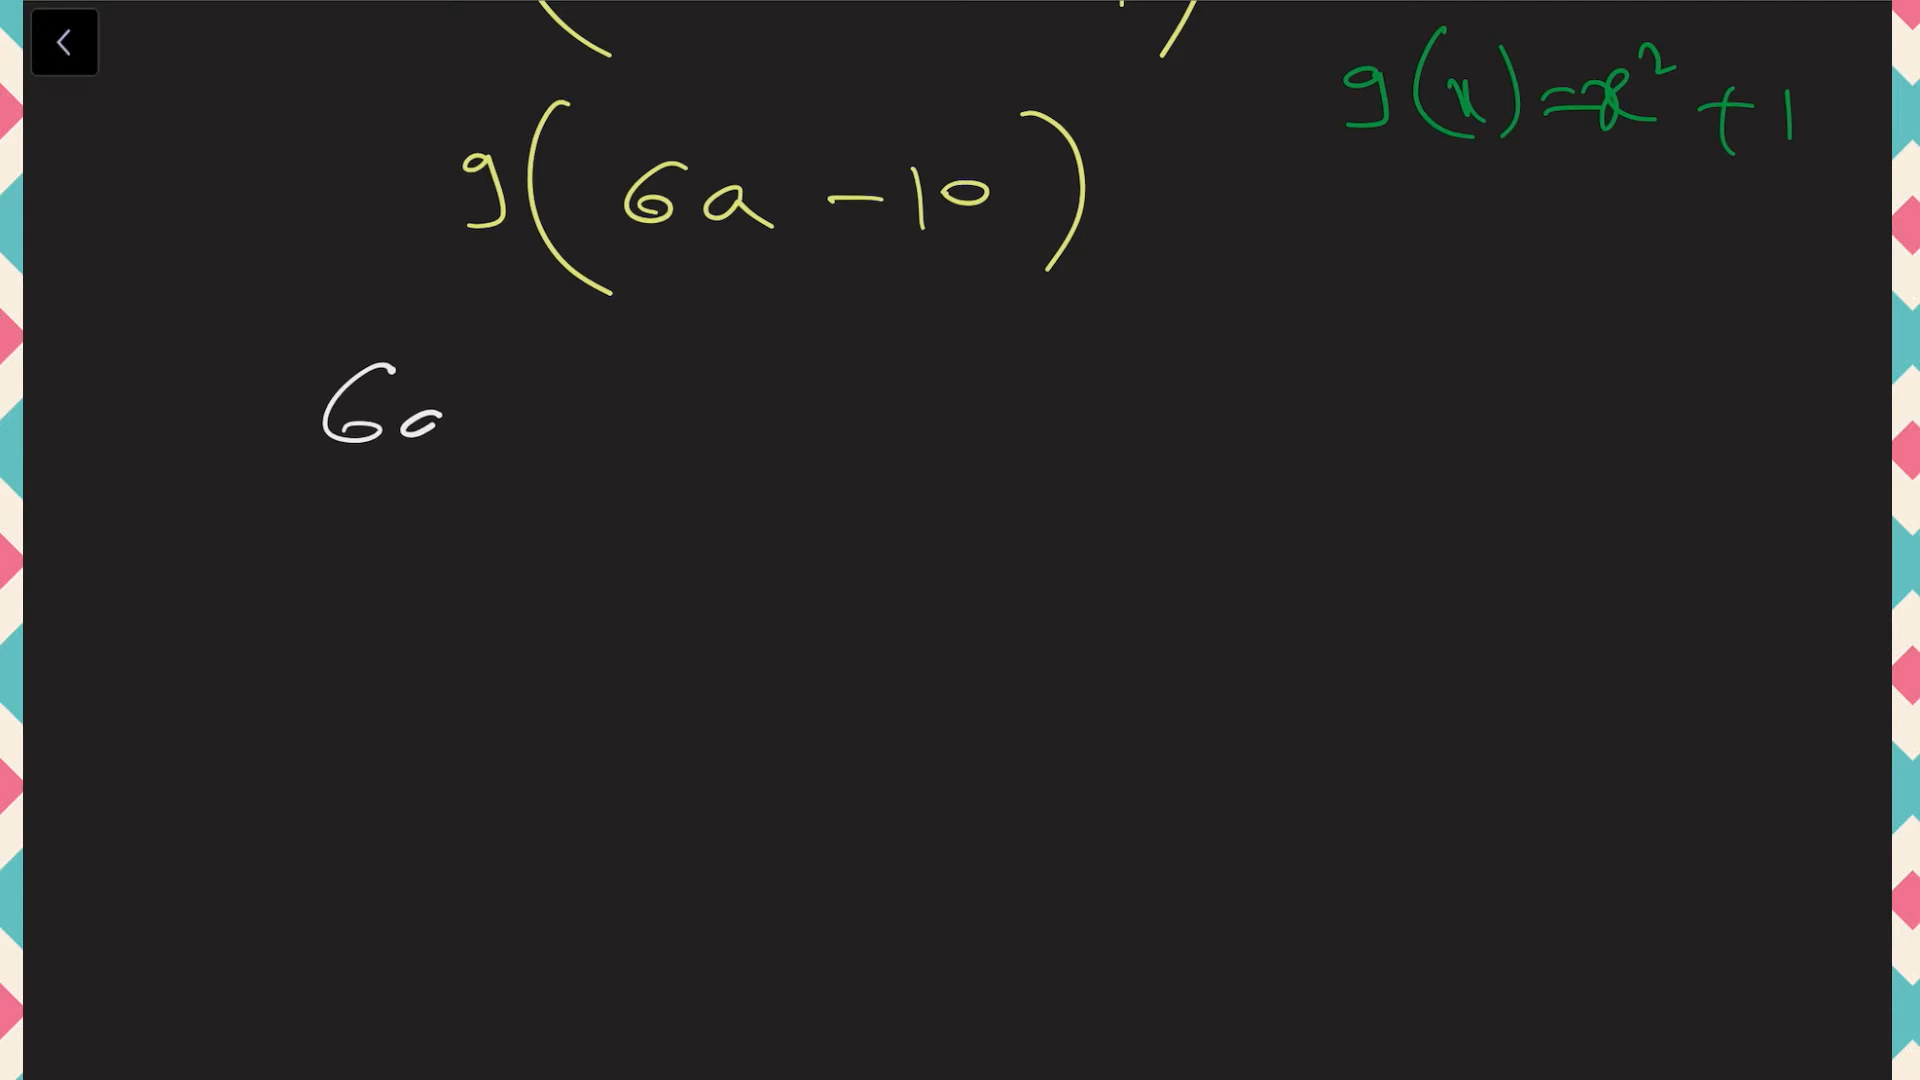 g(x)=x² + 1
g(6a - 10)
6a